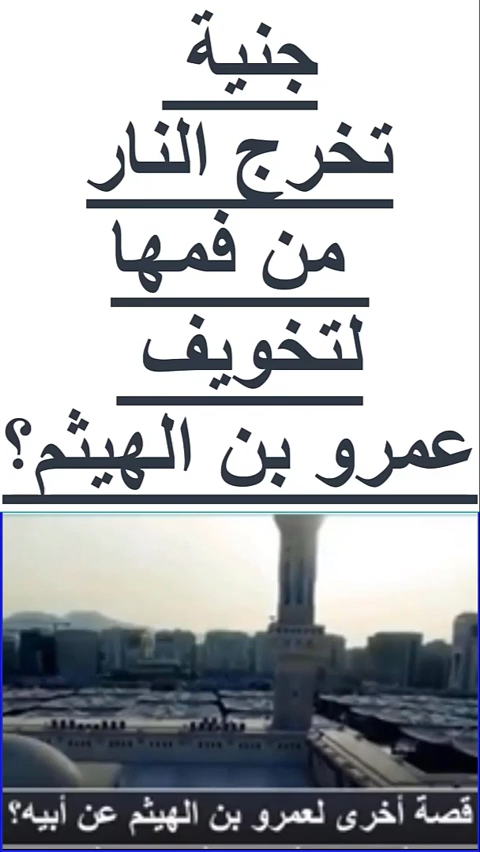 جنية
تخرج النار
من فمها
لتخويف
عمرو بن الهيثم؟
قصة أخرى لعمرو بن الهيثم عن أبيه؟